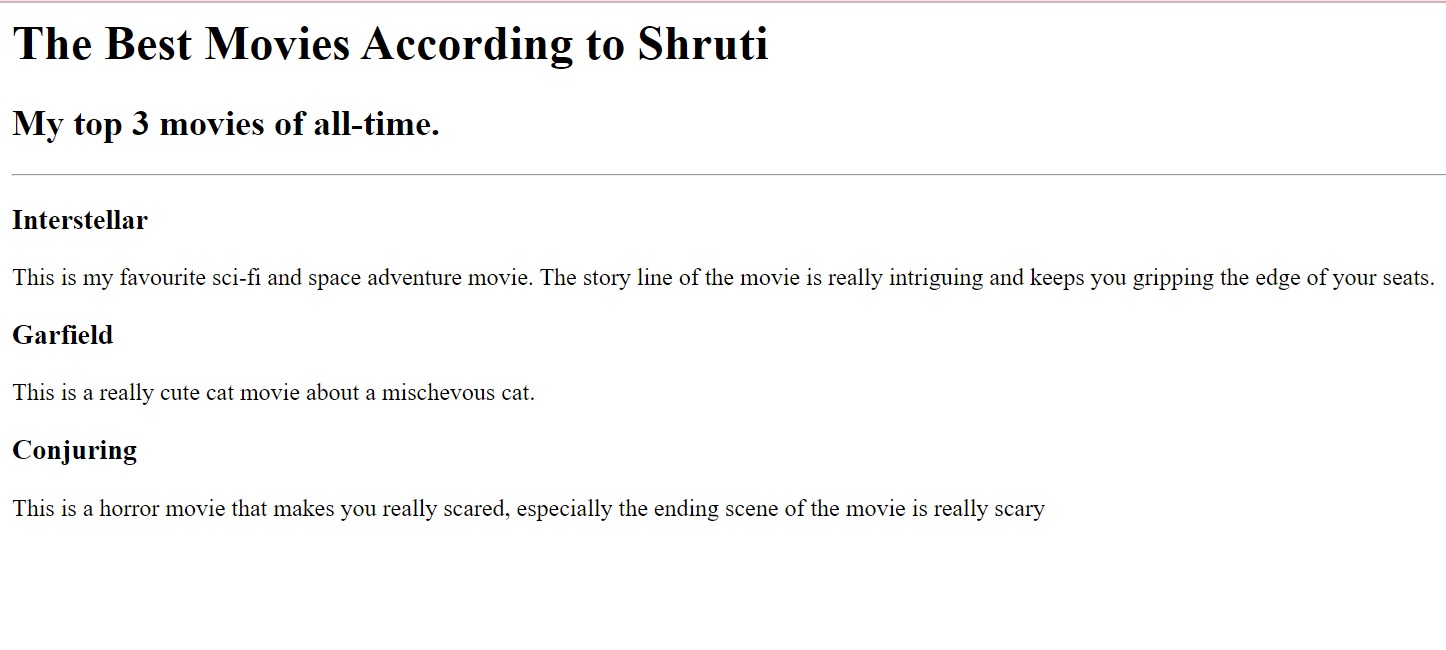 The Best Movies According to Shruti
My top 3 movies of all-time.
Interstellar
This is my favourite sci-fi and space adventure movie. The story line of the movie is really intriguing and keeps you gripping the edge of your seats.
Garfield
This is a really cute cat movie about a mischevous cat.
Conjuring
This is a horror movie that makes you really scared, especially the ending scene of the movie is really scary